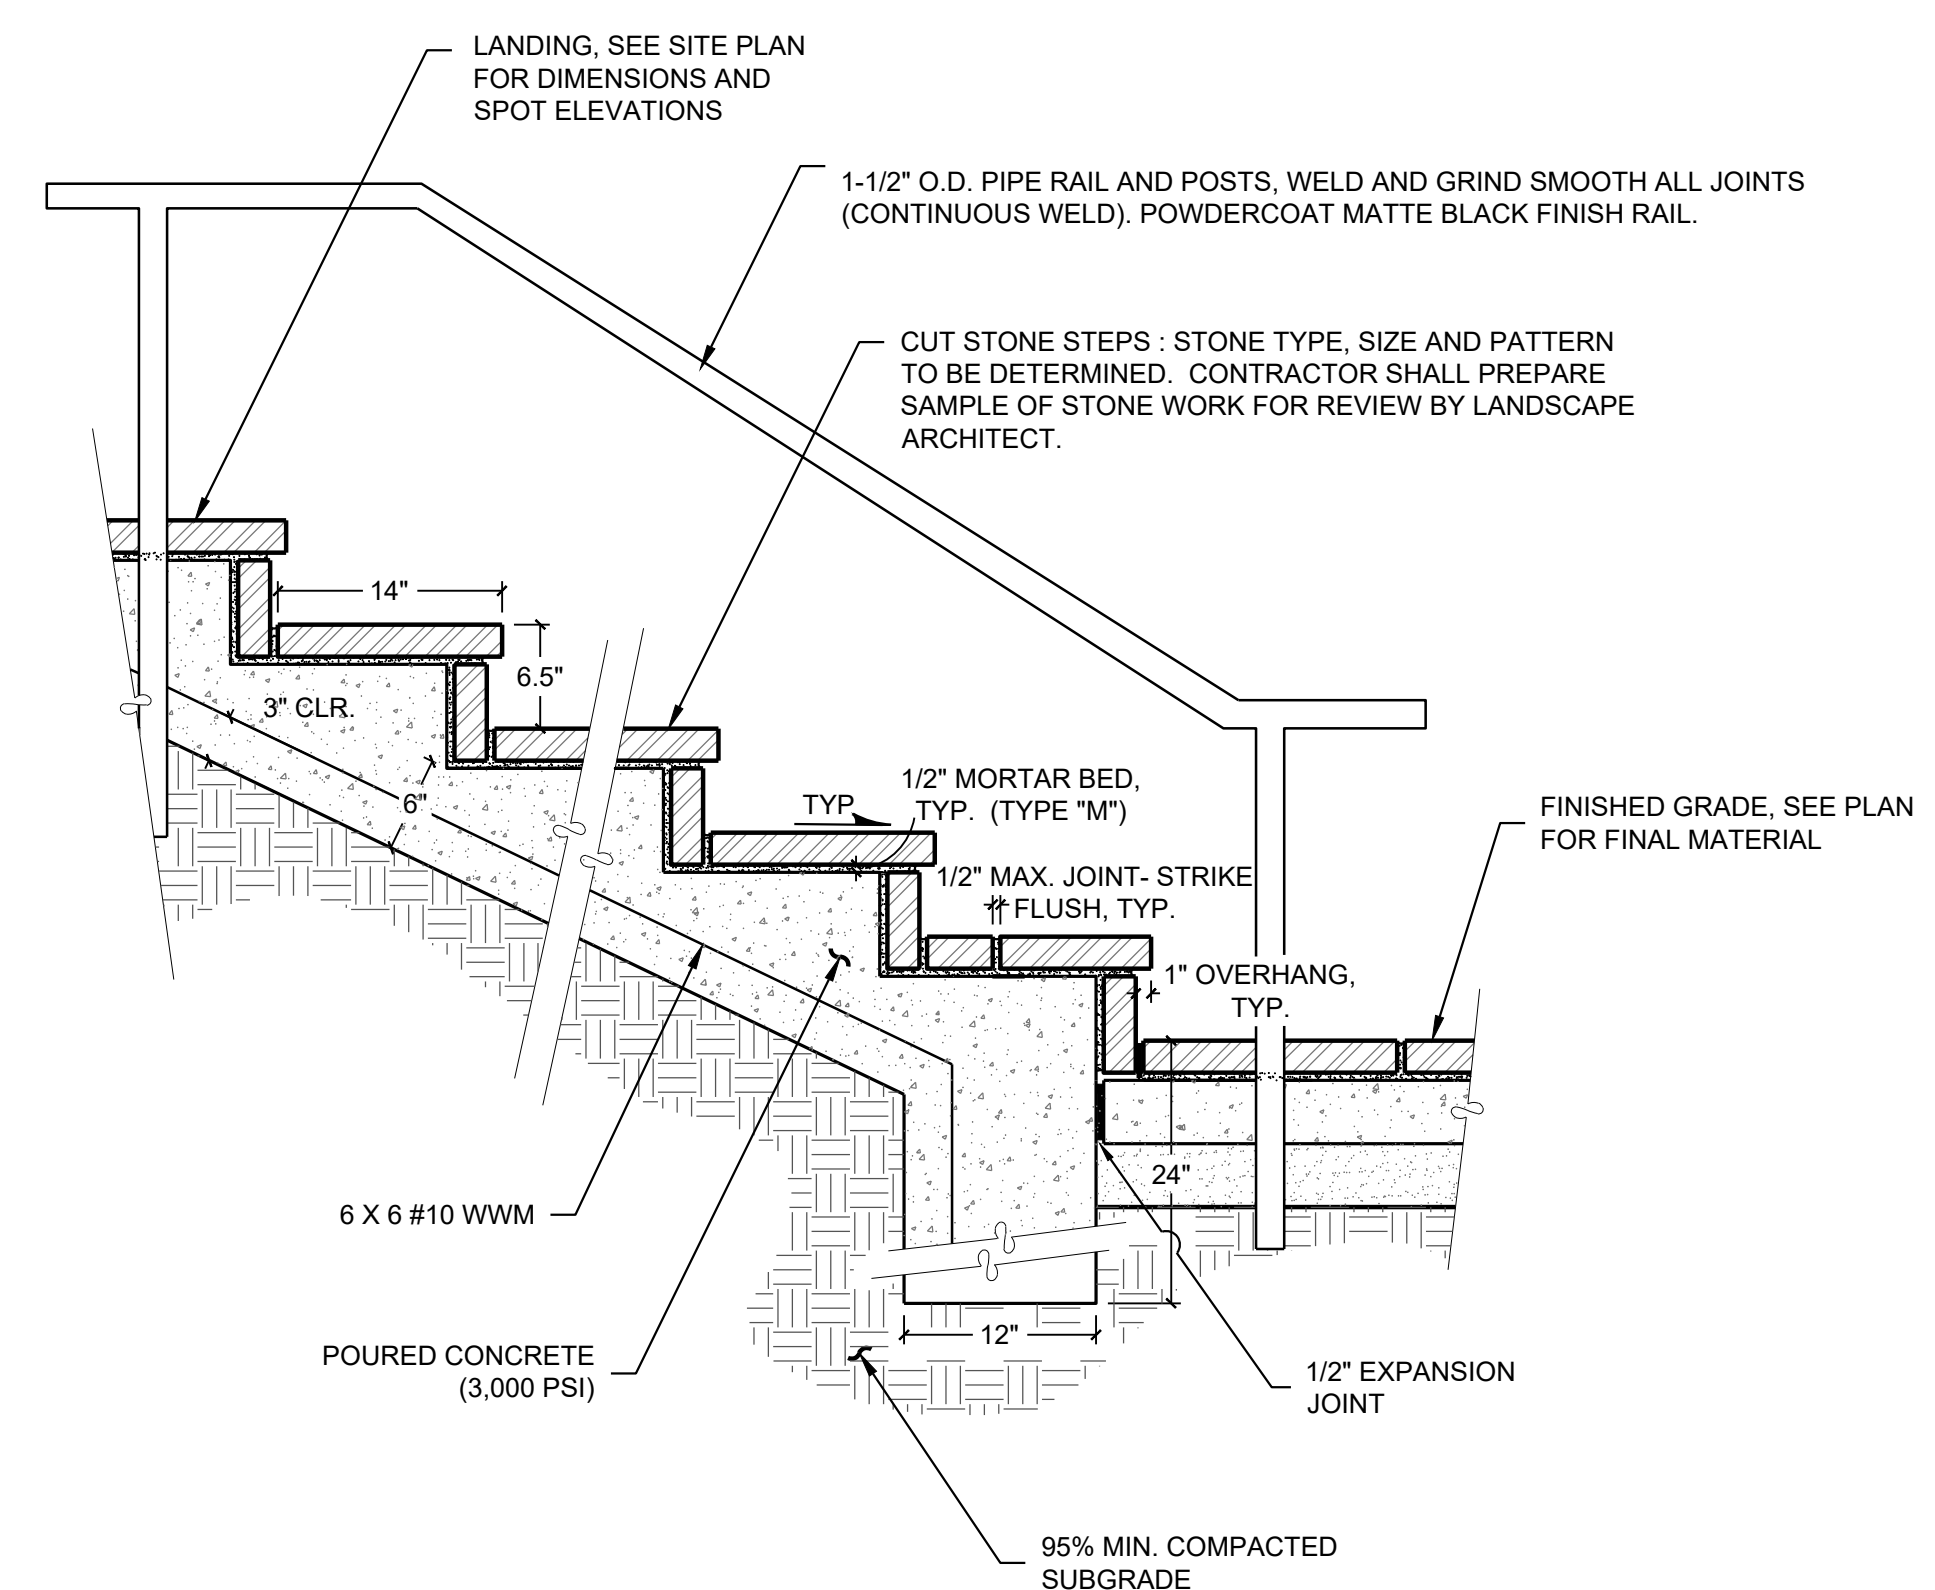 LANDING, SEE SITE PLAN
FOR DIMENSIONS AND
SPOT ELEVATIONS
1-1/2" O.D. PIPE RAIL AND POSTS, WELD AND GRIND SMOOTH ALL JOINTS
(CONTINUOUS WELD). POWDERCOAT MATTE BLACK FINISH RAIL.
CUT STONE STEPS : STONE TYPE, SIZE AND PATTERN
TO BE DETERMINED. CONTRACTOR SHALL PREPARE
SAMPLE OF STONE WORK FOR REVIEW BY LANDSCAPE
ARCHITECT.
14"
6.5"
3" CLR.
6"
TYP.
1/2" MORTAR BED,
TYP. (TYPE "M")
FINISHED GRADE, SEE PLAN
FOR FINAL MATERIAL
1/2" MAX. JOINT- STRIKE
FLUSH, TYP.
1" OVERHANG,
TYP.
24"
6 X 6 #10 WWM
12"
POURED CONCRETE
(3,000 PSI)
1/2" EXPANSION
JOINT
95% MIN. COMPACTED
SUBGRADE